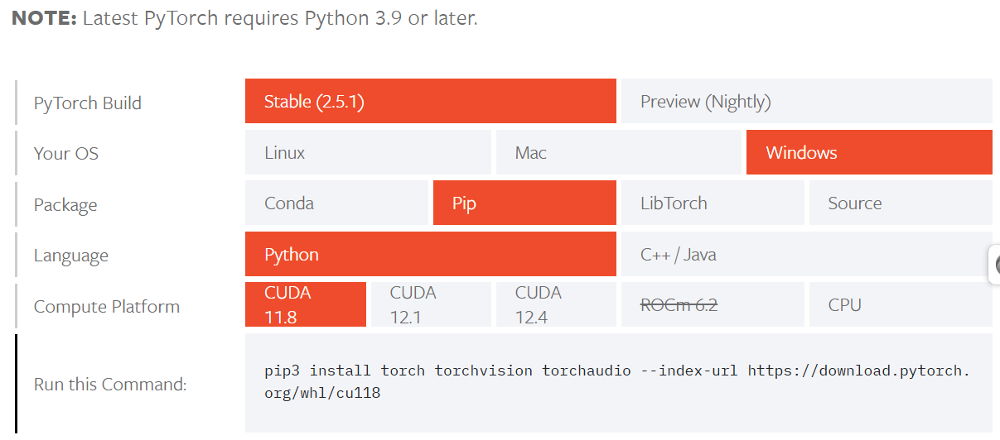 NOTE: Latest PyTorch requires Python 3.9 or later.
PyTorch Build
Stable (2.5.1)
Preview (Nightly)
Your OS
Linux
Mac
Windows
Package
Conda
Pip
LibTorch
Source
Language
Python
C++ / Java
Compute Platform
CUDA
11.8
CUDA
12.1
CUDA
12.4
ROCm 6.2
CPU
Run this Command:
pip3 install torch torchvision torchaudio --index-url https://download.pytorch.
org/whl/cu118